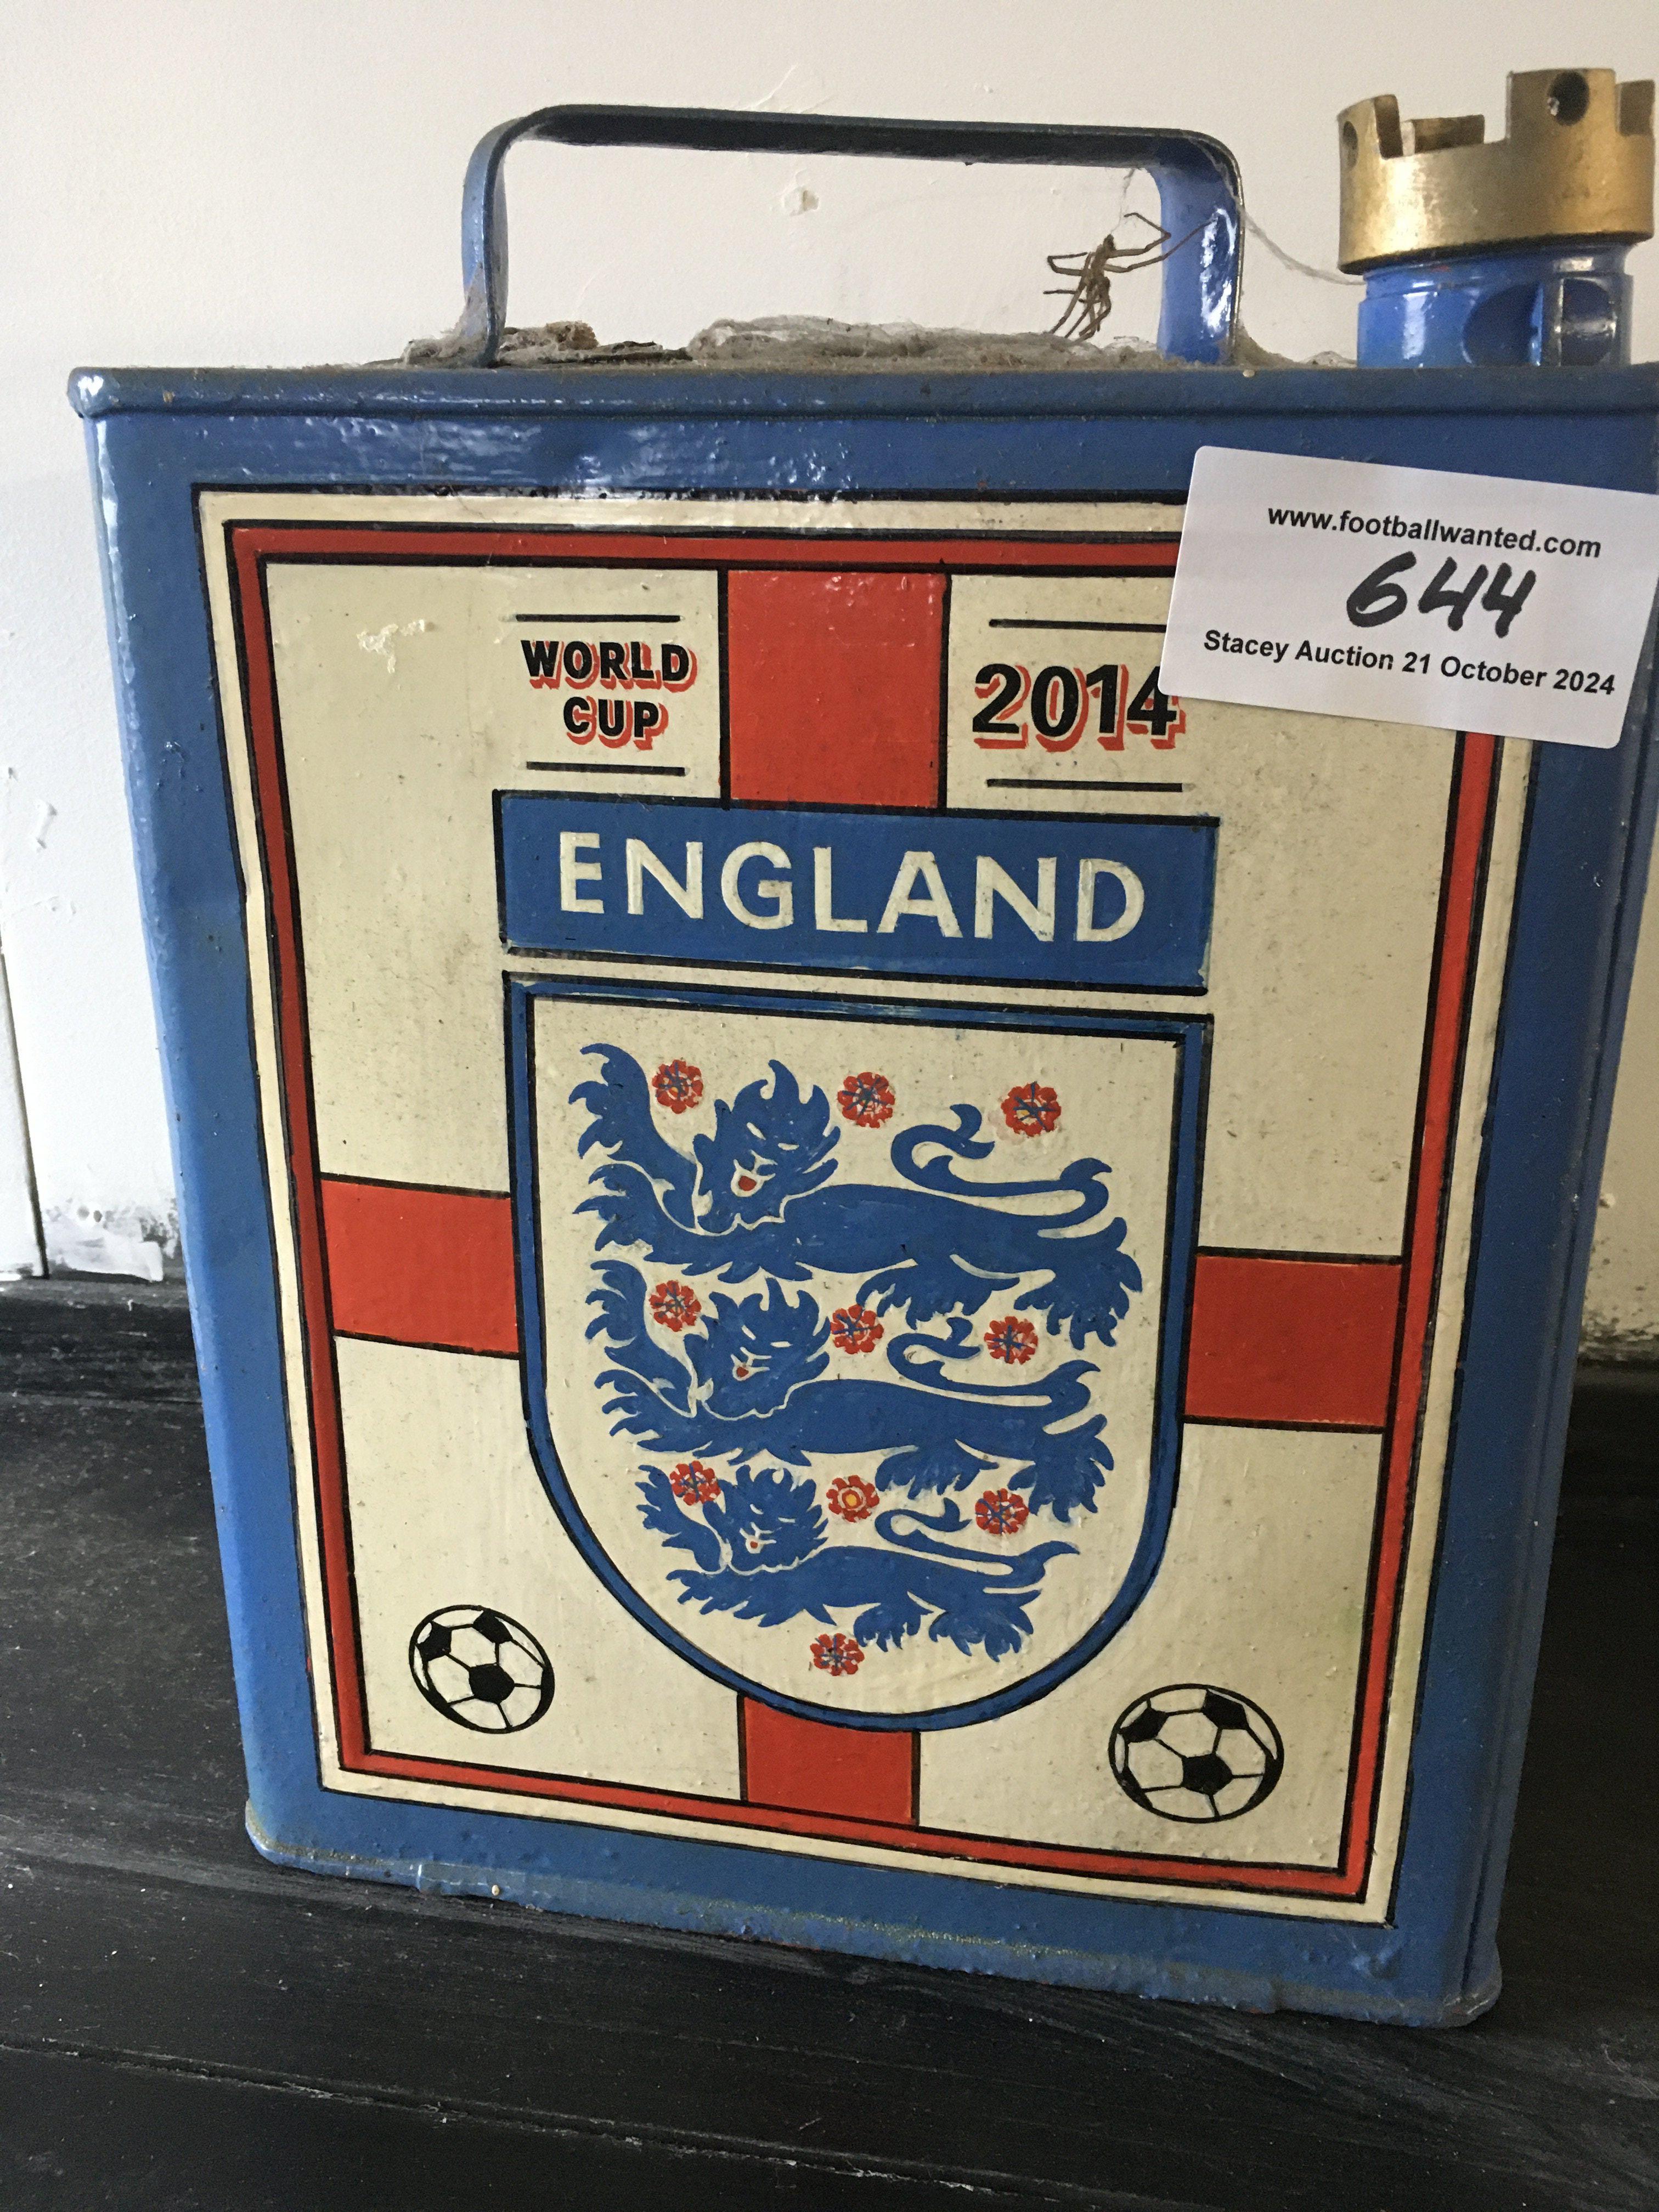 www.footballwanted.com
644
Stacey Auction 21 October 2024
WORLD
CUP
2014
ENGLAND